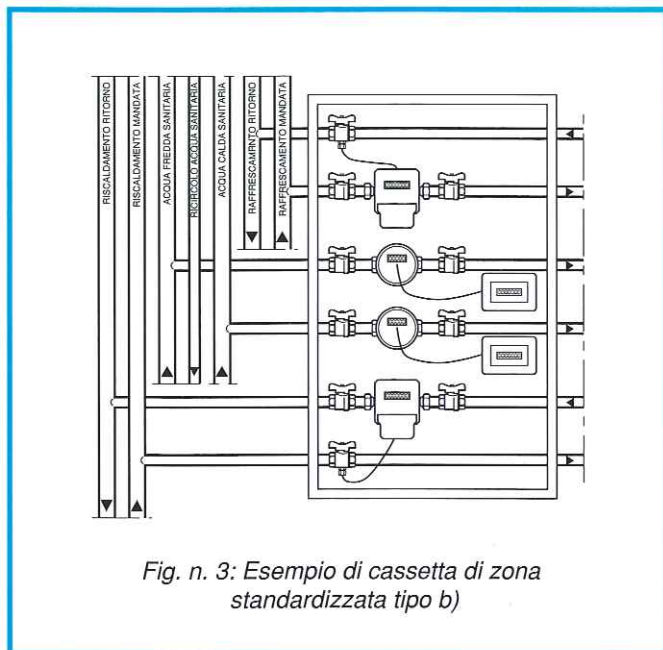 RISCALDAMENTO RITORNO
RISCALDAMENTO MANDATA
ACQUA FREDDA SANITARIA
RICIRCOLO ACQUA SANITARIA
ACQUA CALDA SANITARIA
RAFFRESCAMRNTO RITORNO
RAFFRESCAMENTO MANDATA
Fig. n. 3: Esempio di cassetta di zona
standardizzata tipo b)